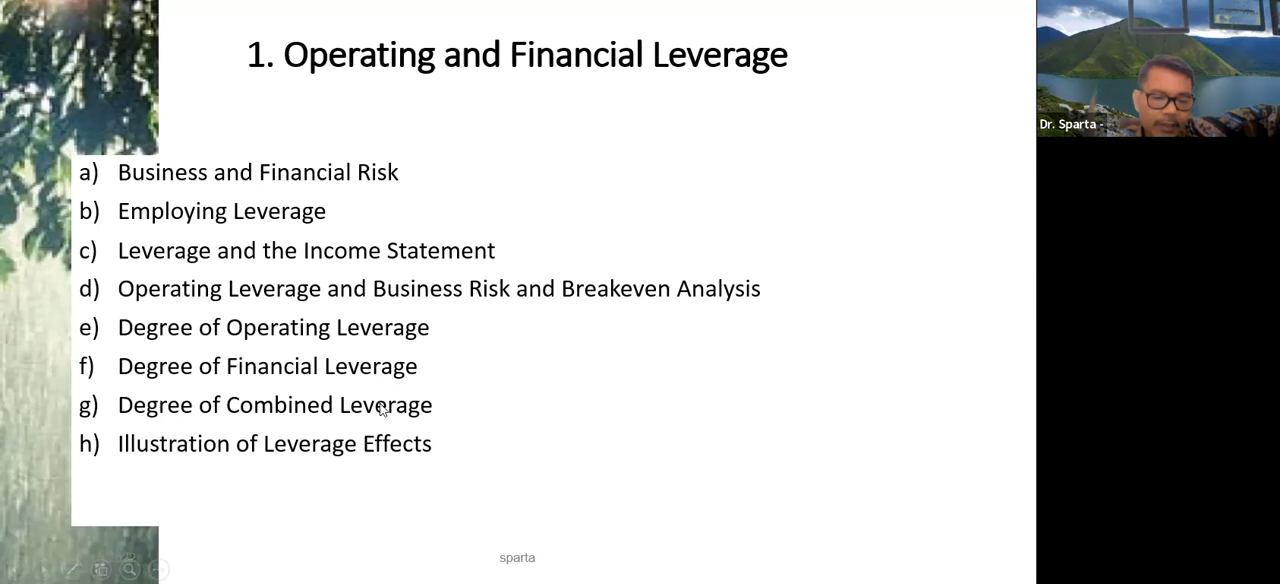 1. Operating and Financial Leverage
Dr. Sparta -
a) Business and Financial Risk
b) Employing Leverage
c) Leverage and the Income Statement
d) Operating Leverage and Business Risk and Breakeven Analysis
e) Degree of Operating Leverage
f) Degree of Financial Leverage
g) Degree of Combined Leverage
h) Illustration of Leverage Effects
sparta